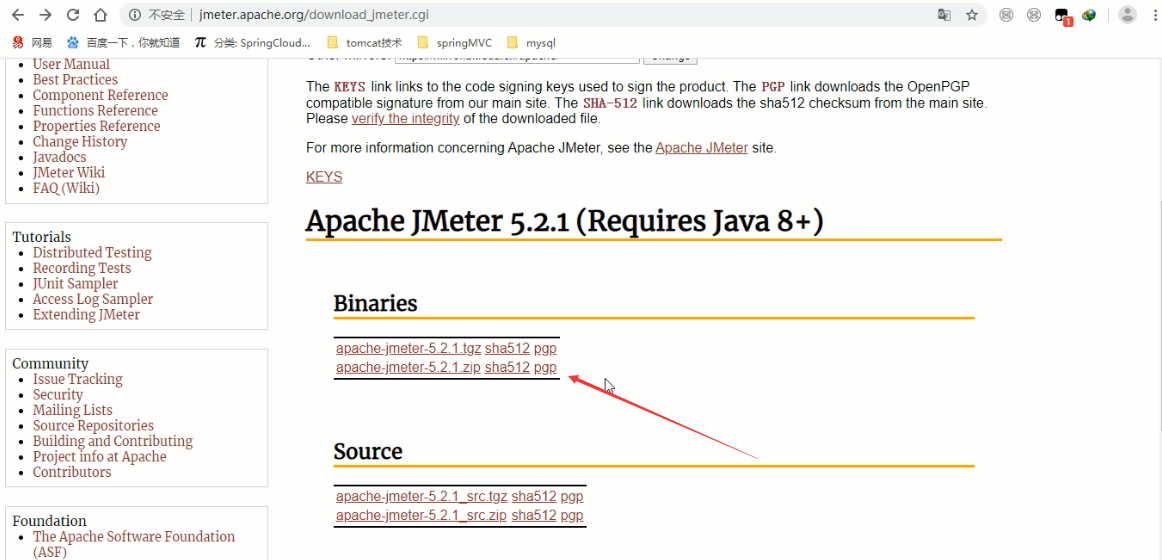 不安全 | jmeter.apache.org/download_jmeter.cgi
1
网易 百度一下，你就知道 分类: SpringCloud... tomcat技术 springMVC mysql
User Manual
Best Practices
Component Reference
Functions Reference
Properties Reference
Change History
Javadocs
JMeter Wiki
FAQ (Wiki)
Tutorials
Distributed Testing
Recording Tests
JUnit Sampler
Access Log Sampler
Extending JMeter
Community
Issue Tracking
Security
Mailing Lists
Source Repositories
Building and Contributing
Project info at Apache
Contributors
Foundation
The Apache Software Foundation
(ASF)
The KEYS link links to the code signing keys used to sign the product. The PGP link downloads the OpenPGP
compatible signature from our main site. The SHA-512 link downloads the sha512 checksum from the main site.
Please verify the integrity of the downloaded file.
For more information concerning Apache JMeter, see the Apache JMeter site.
KEYS
Apache JMeter 5.2.1 (Requires Java 8+)
Binaries
apache-jmeter-5.2.1.tgz sha512 pgp
apache-jmeter-5.2.1.zip sha512 pgp
Source
apache-jmeter-5.2.1_src.tgz sha512 pgp
apache-jmeter-5.2.1_src.zip sha512 pgp